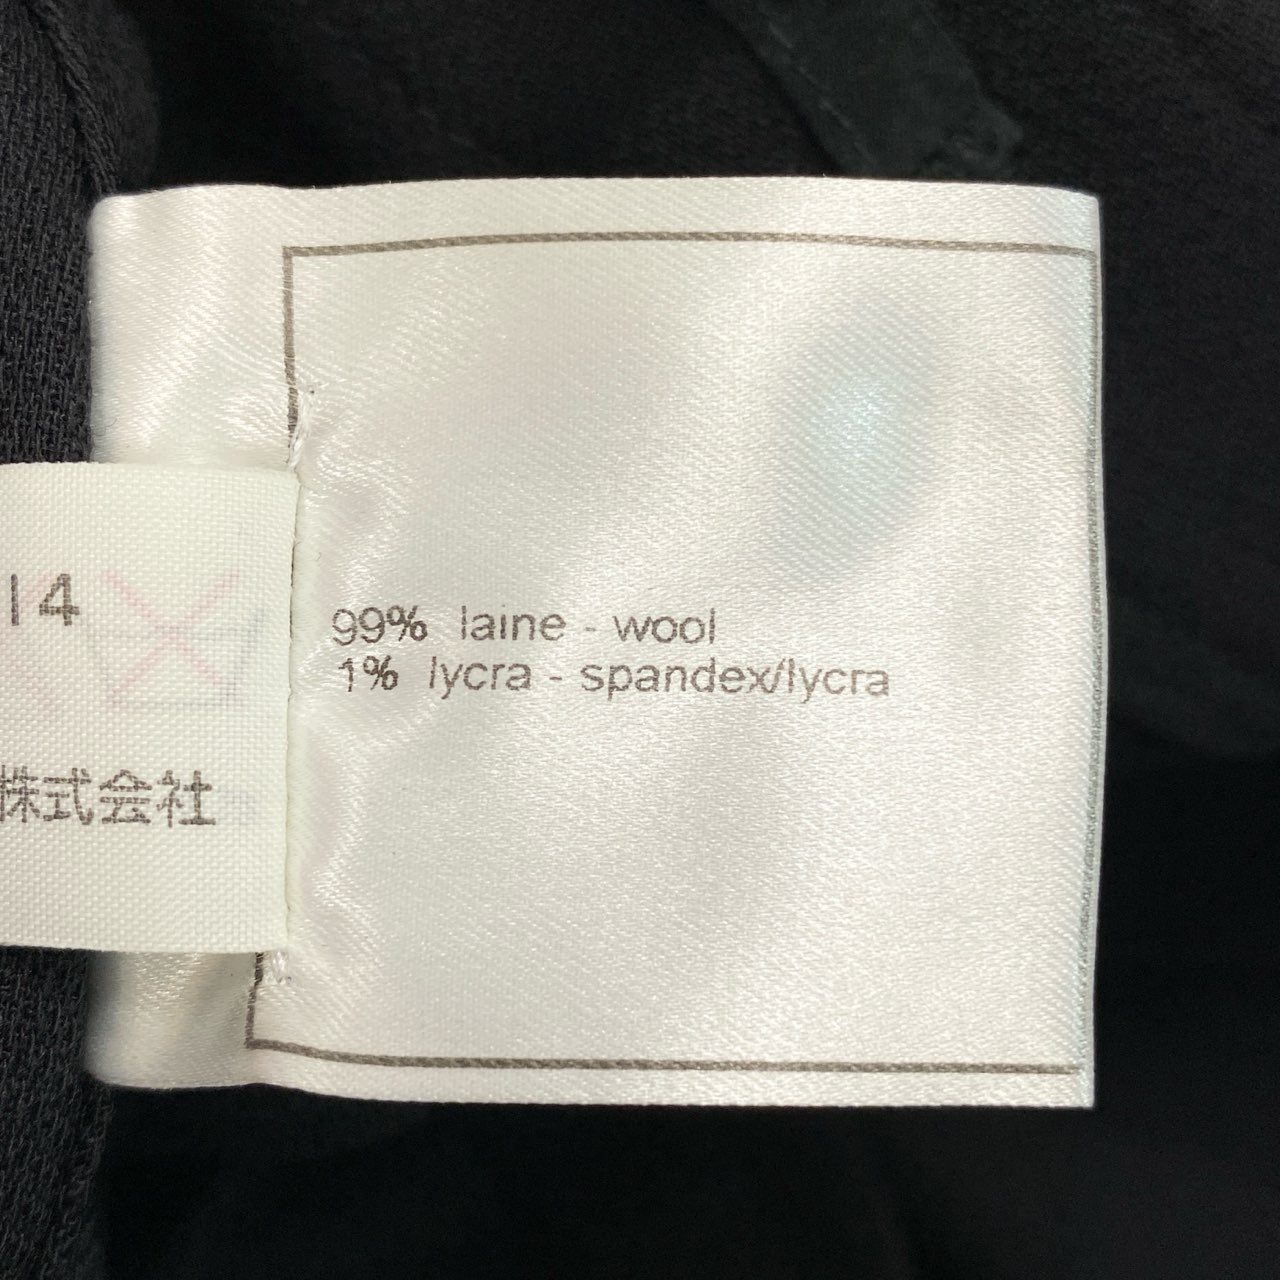 99% laine - wool
1% lycra - spandex/lycra
14
株式会社